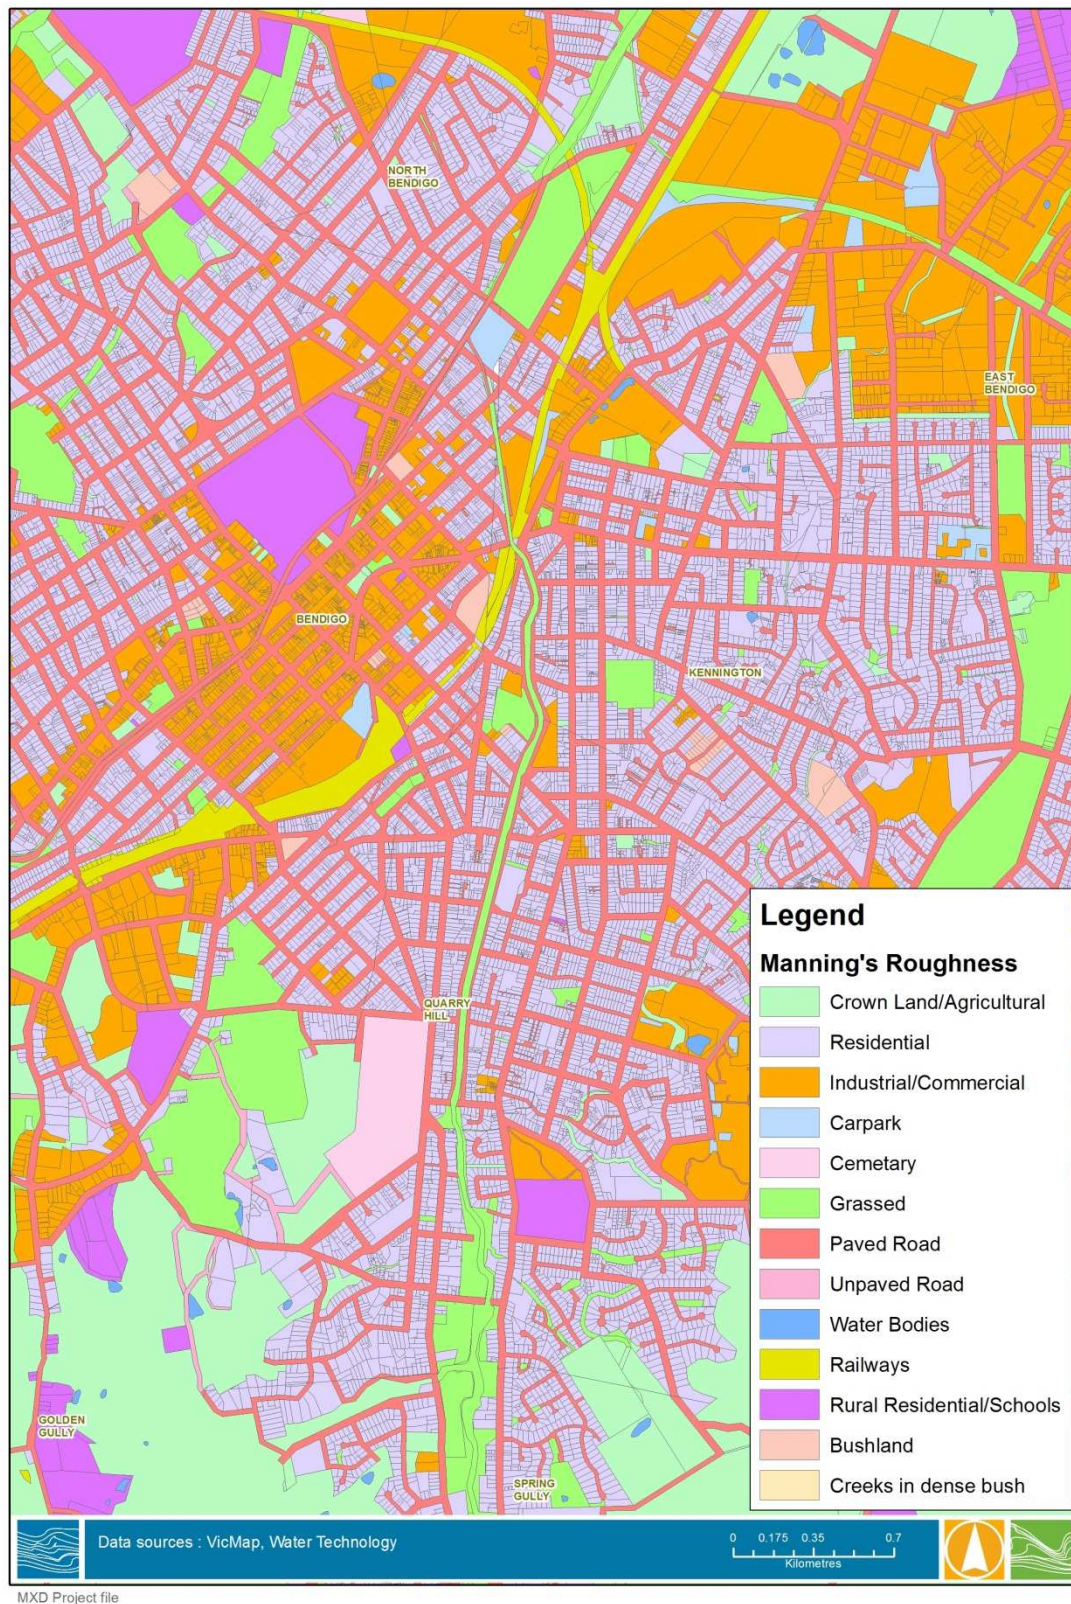 NORTH
BENDIGO
EAST
BENDIGO
BENDIGO
KENNINGTON
QUARRY
HILL
GOLDEN
GULLY
SPRING
GULLY
Legend
Manning's Roughness
Crown Land/Agricultural
Residential
Industrial/Commercial
Carpark
Cemetary
Grassed
Paved Road
Unpaved Road
Water Bodies
Railways
Rural Residential/Schools
Bushland
Creeks in dense bush
Data sources : VicMap, Water Technology
0 0.175 0.35 0.7
Kilometres
MXD Project file